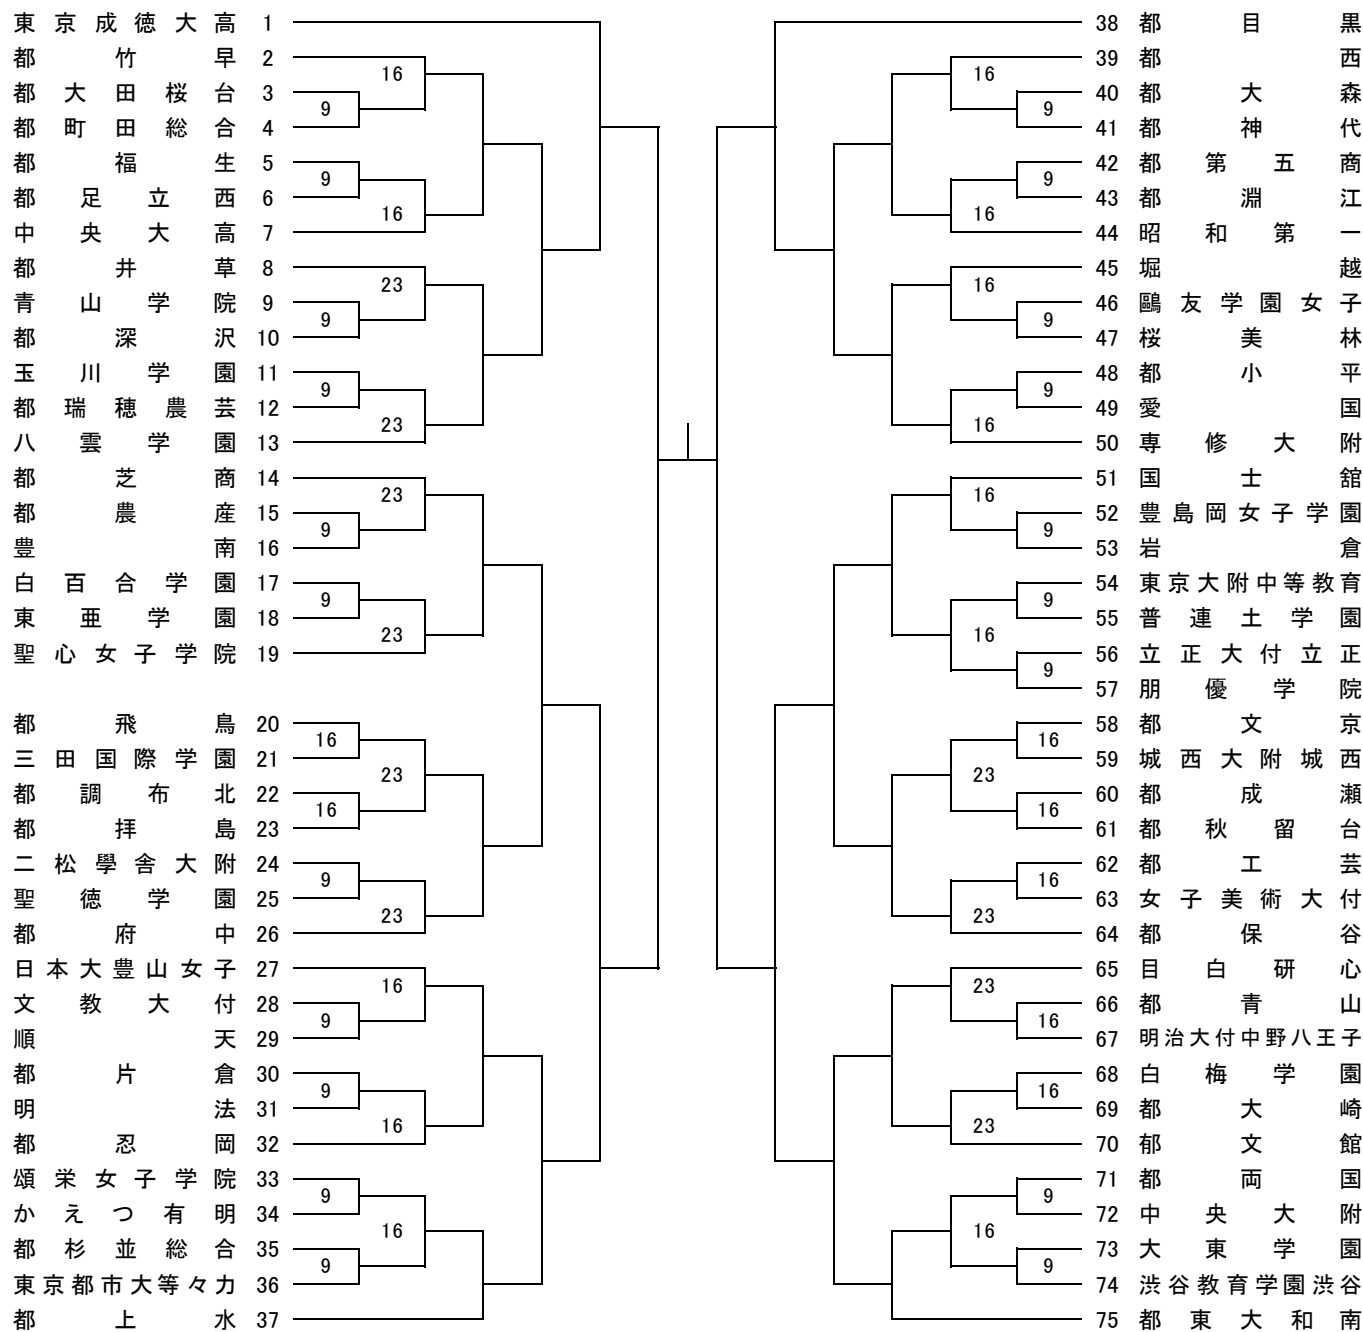 東京成徳大高 1
都竹早 2
16
都大田桜台 3
9
都町田総合 4
都福生 5
9
都足立西 6
16
中央大高 7
都井草 8
23
青山学院 9
9
都深沢 10
玉川学園 11
9
都瑞穂農芸 12
23
八雲学園 13
都芝商 14
23
都農産 15
9
豊南 16
白百合学園 17
9
東亜学園 18
23
聖心女子学院 19
都飛鳥 20
16
三田国際学園 21
23
都調布北 22
16
都拝島 23
二松學舎大附 24
9
聖徳学園 25
23
都府中 26
日本大豊山女子 27
16
文教大付 28
9
順天 29
都片倉 30
9
明法 31
16
都忍岡 32
頌栄女子学院 33
9
かえつ有明 34
16
都杉並総合 35
9
東京都市大等々力 36
都上水 37
38 都目黒
39 都西
16
40 都大森
9
41 都神代
42 都第五商
9
43 都淵江
16
44 昭和第一
45 堀越
16
46 鷗友学園女子
9
47 桜美林
48 都小平
9
49 愛国
16
50 専修大附
51 国士舘
16
52 豊島岡女子学園
9
53 岩倉
54 東京大附中等教育
9
55 普連土学園
16
56 立正大付立正
9
57 朋優学院
58 都文京
16
59 城西大附城西
23
60 都成瀬
16
61 都秋留台
62 都工芸
16
63 女子美術大付
23
64 都保谷
65 目白研心
23
66 都青山
16
67 明治大付中野八王子
68 白梅学園
16
69 都大崎
23
70 郁文館
71 都両国
9
72 中央大附
16
73 大東学園
9
74 渋谷教育学園渋谷
75 都東大和南